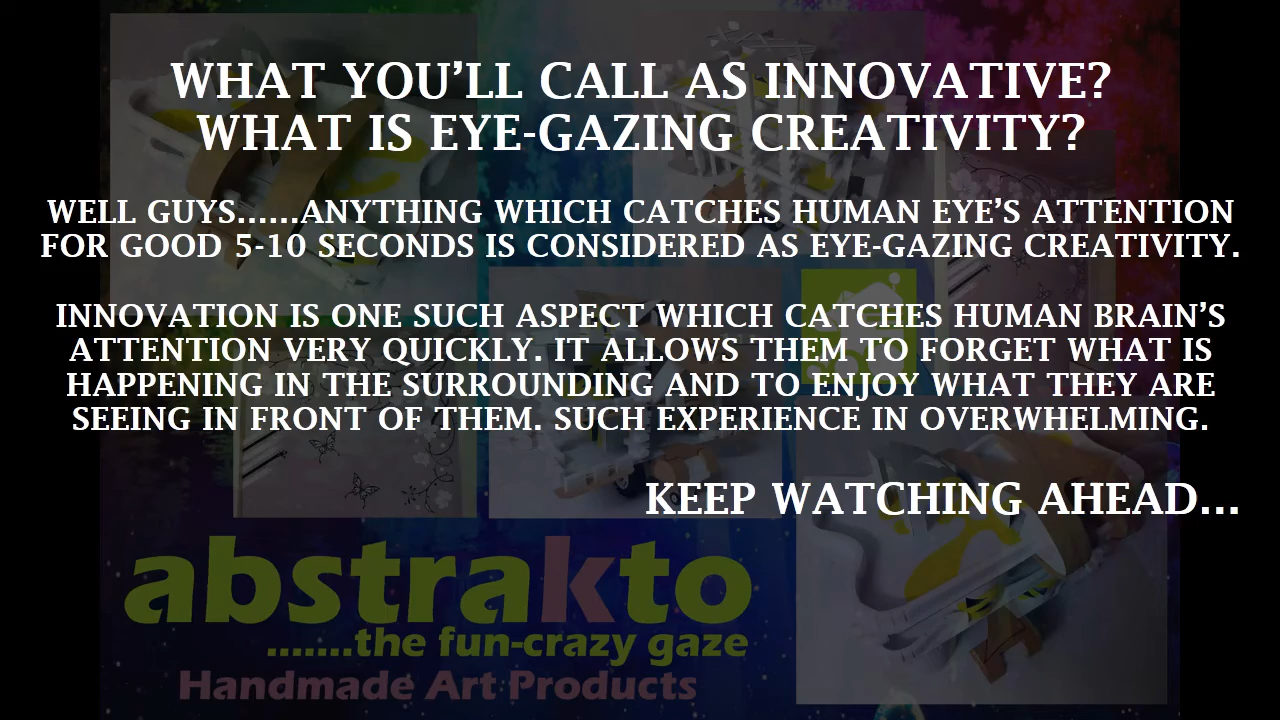 WHAT YOU’LL CALL AS INNOVATIVE?
WHAT IS EYE-GAZING CREATIVITY?
WELL GUYS......ANYTHING WHICH CATCHES HUMAN EYE’S ATTENTION
FOR GOOD 5-10 SECONDS IS CONSIDERED AS EYE-GAZING CREATIVITY.
INNOVATION IS ONE SUCH ASPECT WHICH CATCHES HUMAN BRAIN’S
ATTENTION VERY QUICKLY. IT ALLOWS THEM TO FORGET WHAT IS
HAPPENING IN THE SURROUNDING AND TO ENJOY WHAT THEY ARE
SEEING IN FRONT OF THEM. SUCH EXPERIENCE IN OVERWHELMING.
KEEP WATCHING AHEAD...
abstrakto
.......the fun-crazy gaze
Handmade Art Products